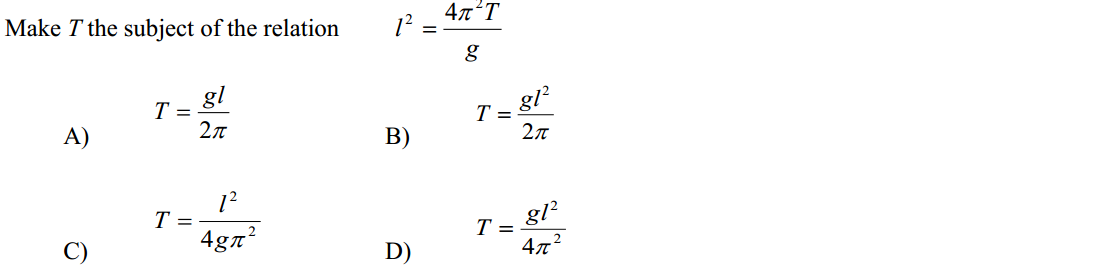 Make T the subject of the relation l² = 4π²T / g
A) T = gl / 2π B) T = gl² / 2π
C) T = l² / 4gπ² D) T = gl² / 4π²